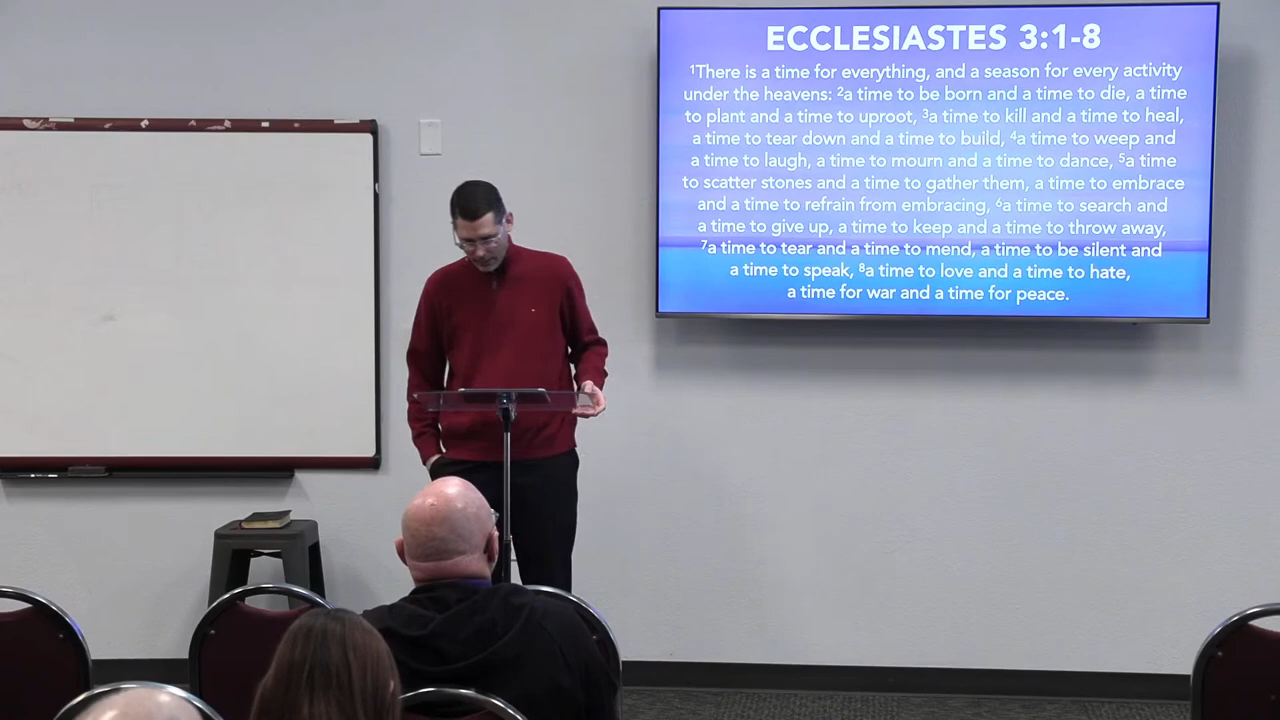 ECCLESIASTES 3:1-8
¹There is a time for everything, and a season for every activity
under the heavens: ²a time to be born and a time to die, a time
to plant and a time to uproot, ³a time to kill and a time to heal,
a time to tear down and a time to build, ⁴a time to weep and
a time to laugh, a time to mourn and a time to dance, ⁵a time
to scatter stones and a time to gather them, a time to embrace
and a time to refrain from embracing, ⁶a time to search and
a time to give up, a time to keep and a time to throw away,
⁷a time to tear and a time to mend, a time to be silent and
a time to speak, ⁸a time to love and a time to hate,
a time for war and a time for peace.